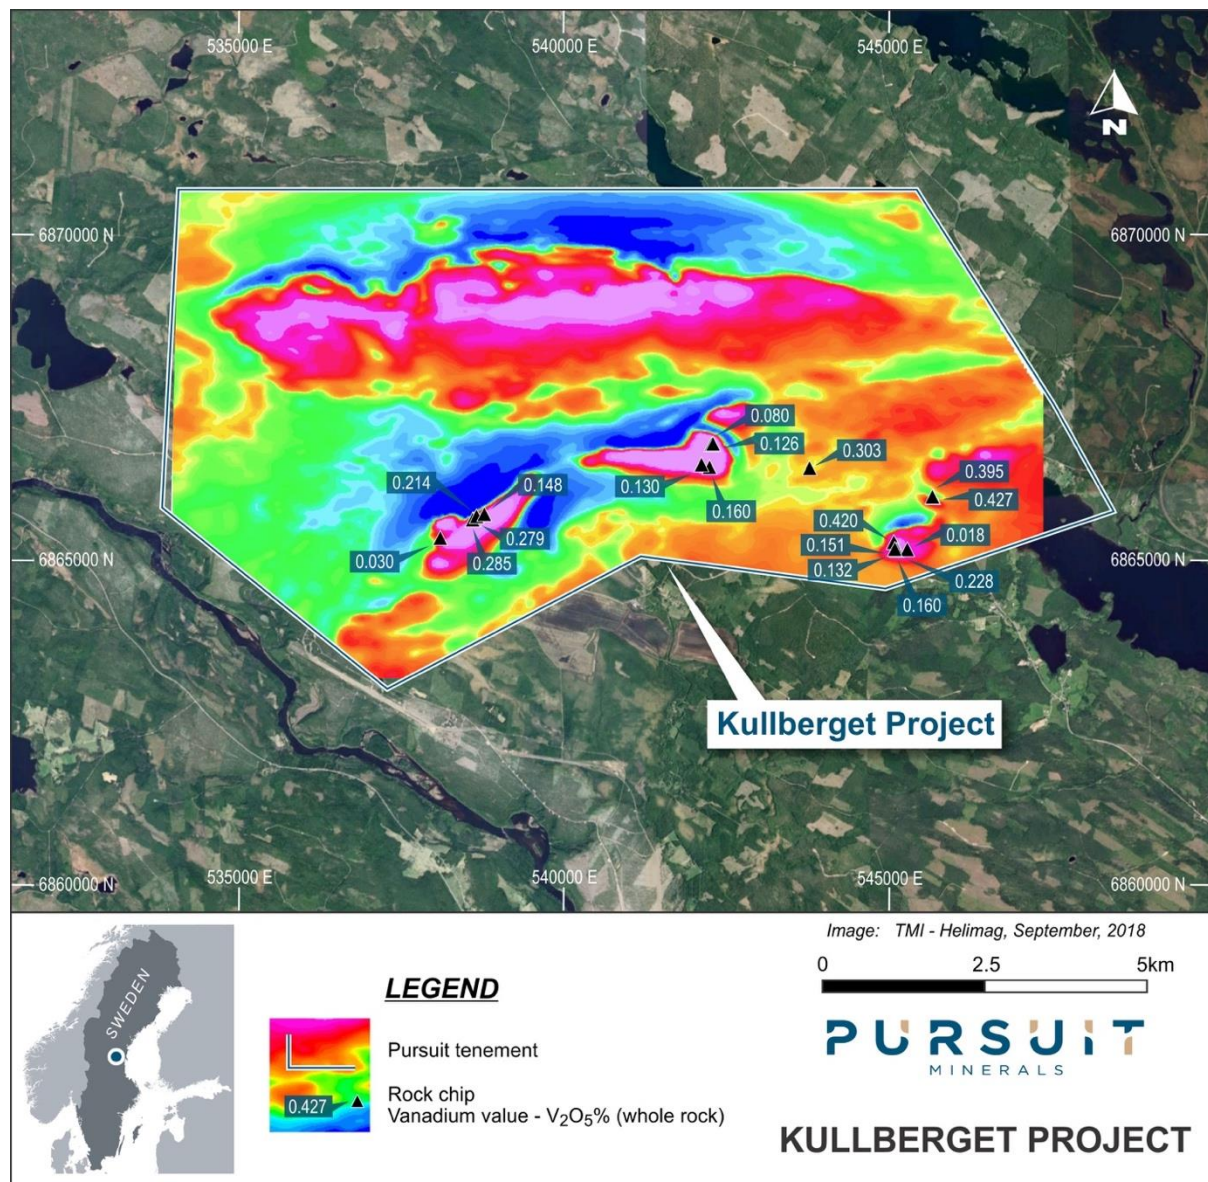 535000 E
540000 E
545000 E
N
6870000 N
6870000 N
0.080
0.126
0.303
0.395
0.427
0.130
0.160
0.214
0.148
0.279
0.285
0.030
0.420
0.151
0.132
0.018
0.228
0.160
6865000 N
6865000 N
Kullberget Project
535000 E
540000 E
545000 E
6860000 N
6860000 N
SWEDEN
LEGEND
Pursuit tenement
0.427
Rock chip
Vanadium value - V₂O₅% (whole rock)
Image: TMI - Helimag, September, 2018
0 2.5 5km
PURSUIT
MINERALS
KULLBERGET PROJECT